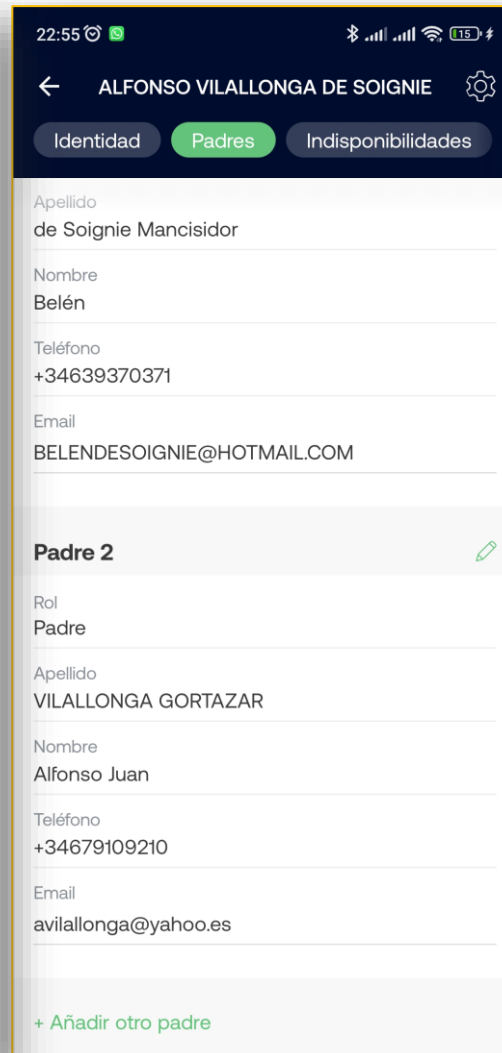 22:55
15
ALFONSO VILALLONGA DE SOIGNIE
Identidad Padres Indisponibilidades
Apellido
de Soignie Mancisidor
Nombre
Belén
Teléfono
+34639370371
Email
BELENDESOIGNIE@HOTMAIL.COM
Padre 2
Rol
Padre
Apellido
VILALLONGA GORTAZAR
Nombre
Alfonso Juan
Teléfono
+34679109210
Email
avilallonga@yahoo.es
+ Añadir otro padre